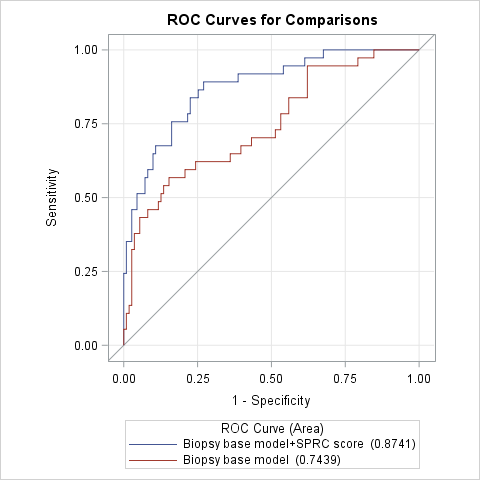 ROC Curves for Comparisons
1.00
0.75
0.50
0.25
0.00
Sensitivity
0.00 0.25 0.50 0.75 1.00
1 - Specificity
ROC Curve (Area)
Biopsy base model+SPRC score (0.8741)
Biopsy base model (0.7439)